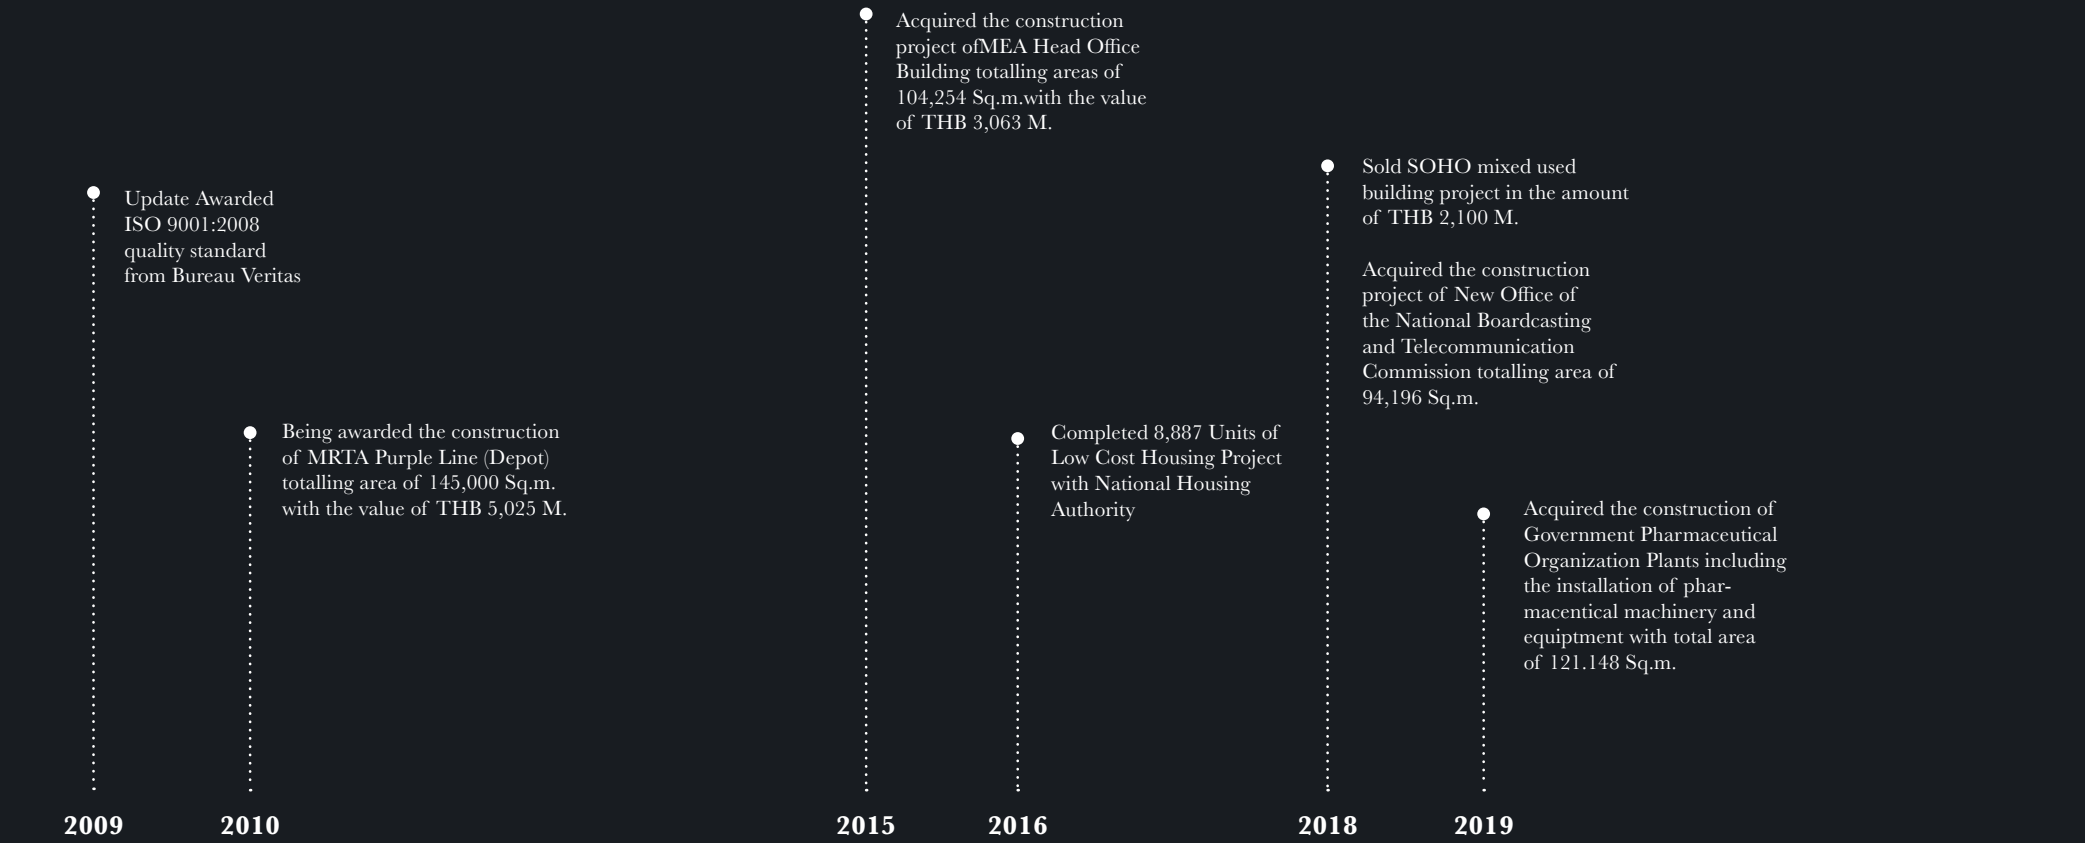 Update Awarded
ISO 9001:2008
quality standard
from Bureau Veritas
2009
Being awarded the construction
of MRTA Purple Line (Depot)
totalling area of 145,000 Sq.m.
with the value of THB 5,025 M.
2010
Acquired the construction
project ofMEA Head Office
Building totalling areas of
104,254 Sq.m.with the value
of THB 3,063 M.
2015
Completed 8,887 Units of
Low Cost Housing Project
with National Housing
Authority
2016
Sold SOHO mixed used
building project in the amount
of THB 2,100 M.
Acquired the construction
project of New Office of
the National Boardcasting
and Telecommunication
Commission totalling area of
94,196 Sq.m.
2018
Acquired the construction of
Government Pharmaceutical
Organization Plants including
the installation of phar-
macentical machinery and
equiptment with total area
of 121.148 Sq.m.
2019